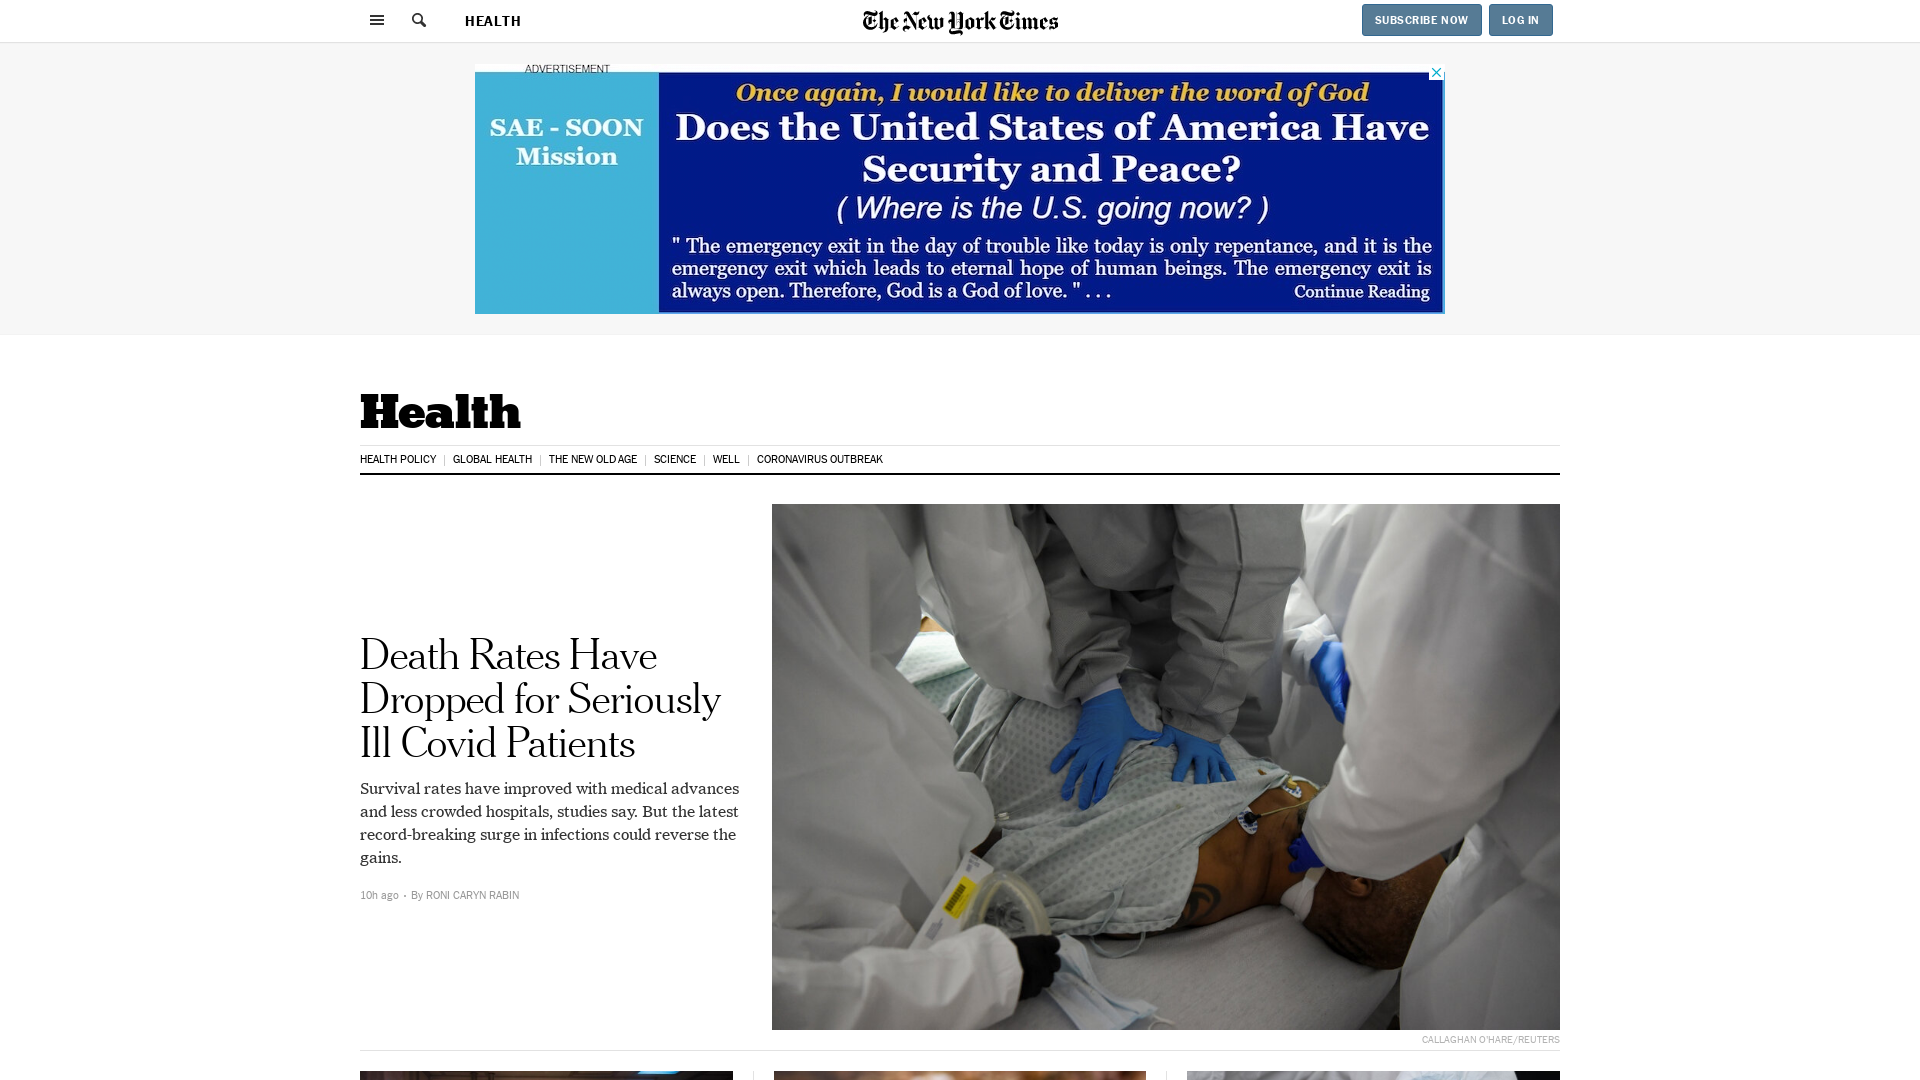 HEALTH
The New York Times
SUBSCRIBE NOW
LOG IN
ADVERTISEMENT
SAE - SOON
Mission
Once again, I would like to deliver the word of God
Does the United States of America Have
Security and Peace?
( Where is the U.S. going now? )
" The emergency exit in the day of trouble like today is only repentance, and it is the
emergency exit which leads to eternal hope of human beings. The emergency exit is
always open. Therefore, God is a God of love. " . . .
Continue Reading
Health
HEALTH POLICY
GLOBAL HEALTH
THE NEW OLD AGE
SCIENCE
WELL
CORONAVIRUS OUTBREAK
Death Rates Have
Dropped for Seriously
Ill Covid Patients
Survival rates have improved with medical advances
and less crowded hospitals, studies say. But the latest
record-breaking surge in infections could reverse the
gains.
10h ago · By RONI CARYN RABIN
CALLAGHAN O'HARE/REUTERS